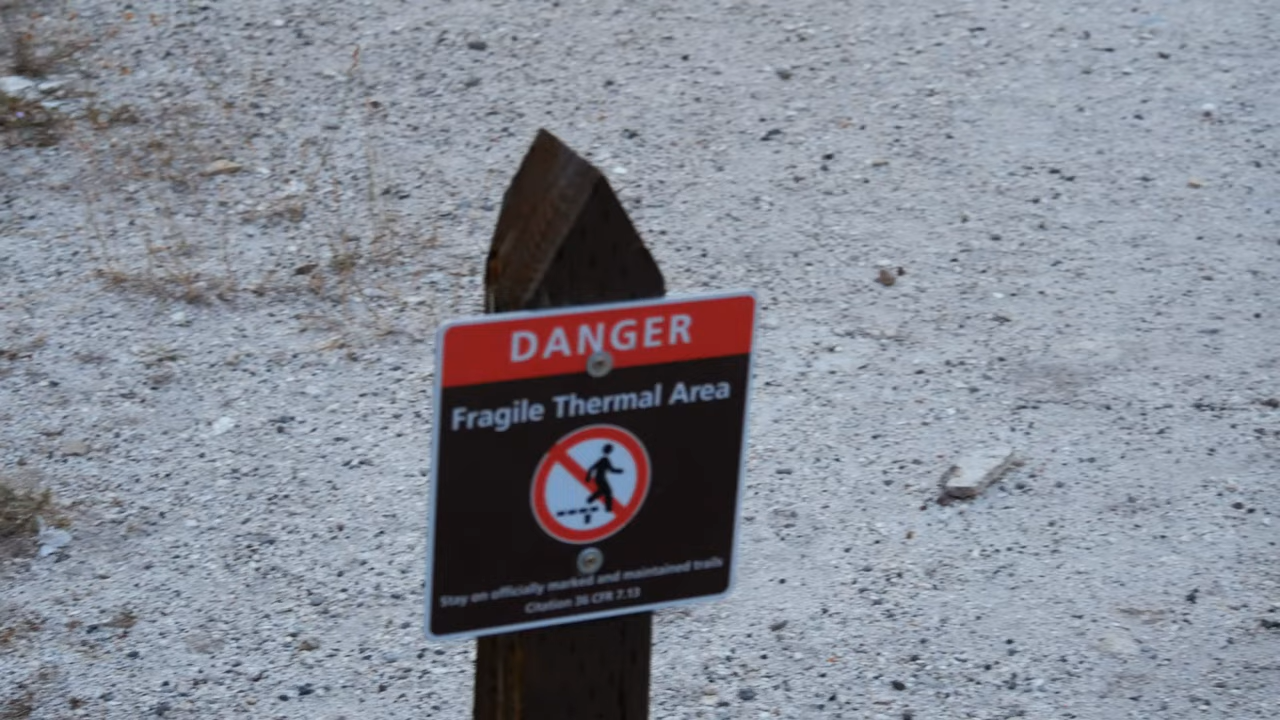 DANGER
Fragile Thermal Area
Stay on officially marked and maintained trails
Citation 36 CFR 7.13